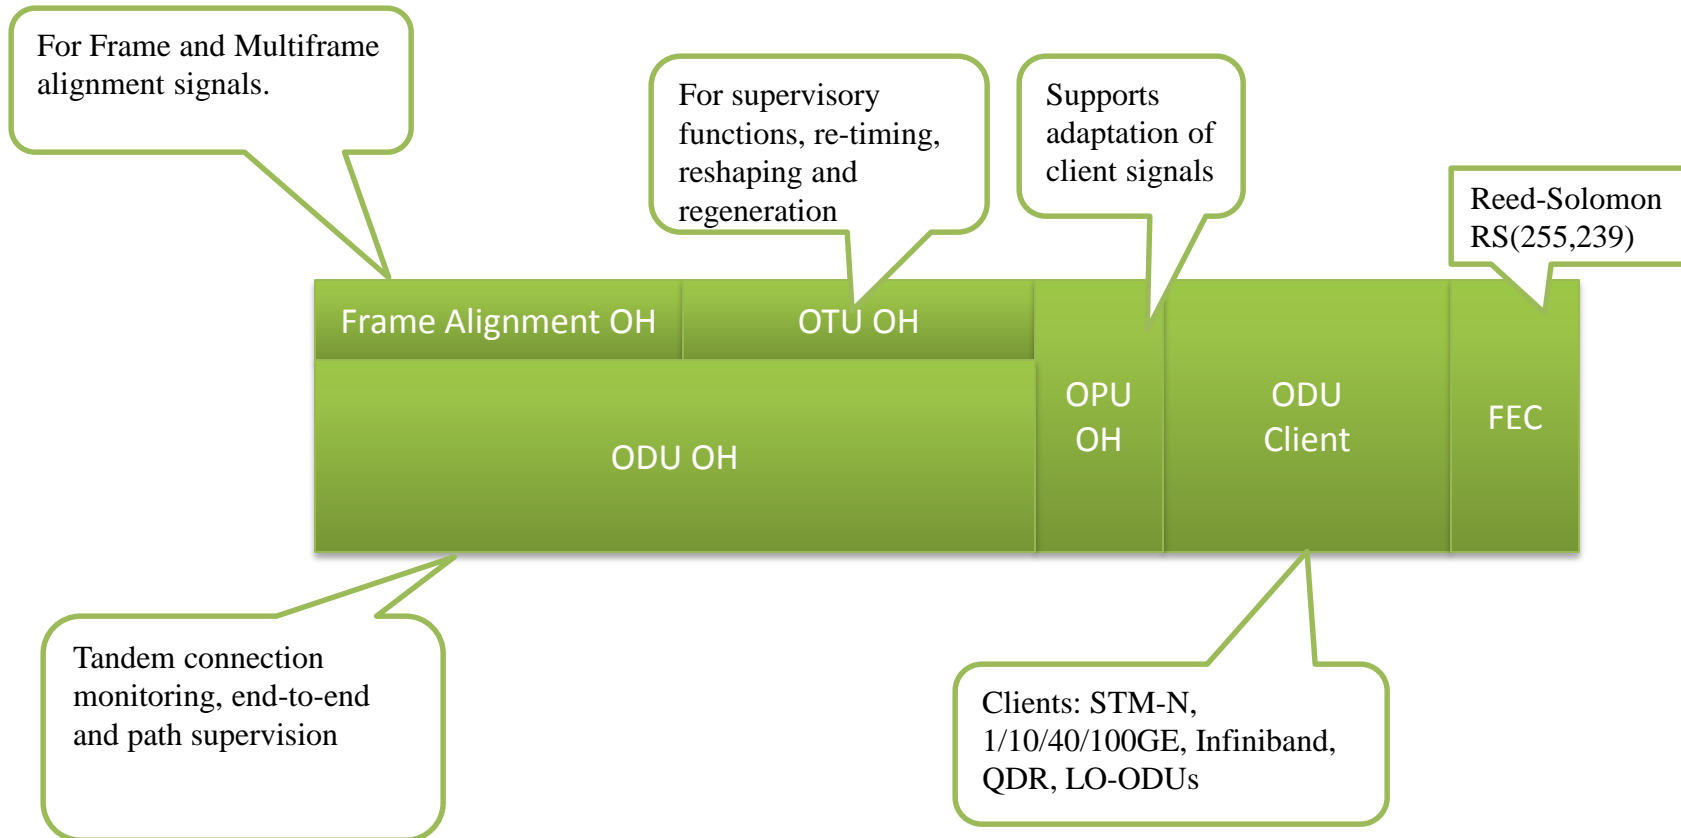 For Frame and Multiframe
alignment signals.
For supervisory
functions, re-timing,
reshaping and
regeneration
Supports
adaptation of
client signals
Reed-Solomon
RS(255,239)
Frame Alignment OH
OTU OH
OPU
OH
ODU
Client
FEC
ODU OH
Tandem connection
monitoring, end-to-end
and path supervision
Clients: STM-N,
1/10/40/100GE, Infiniband,
QDR, LO-ODUs